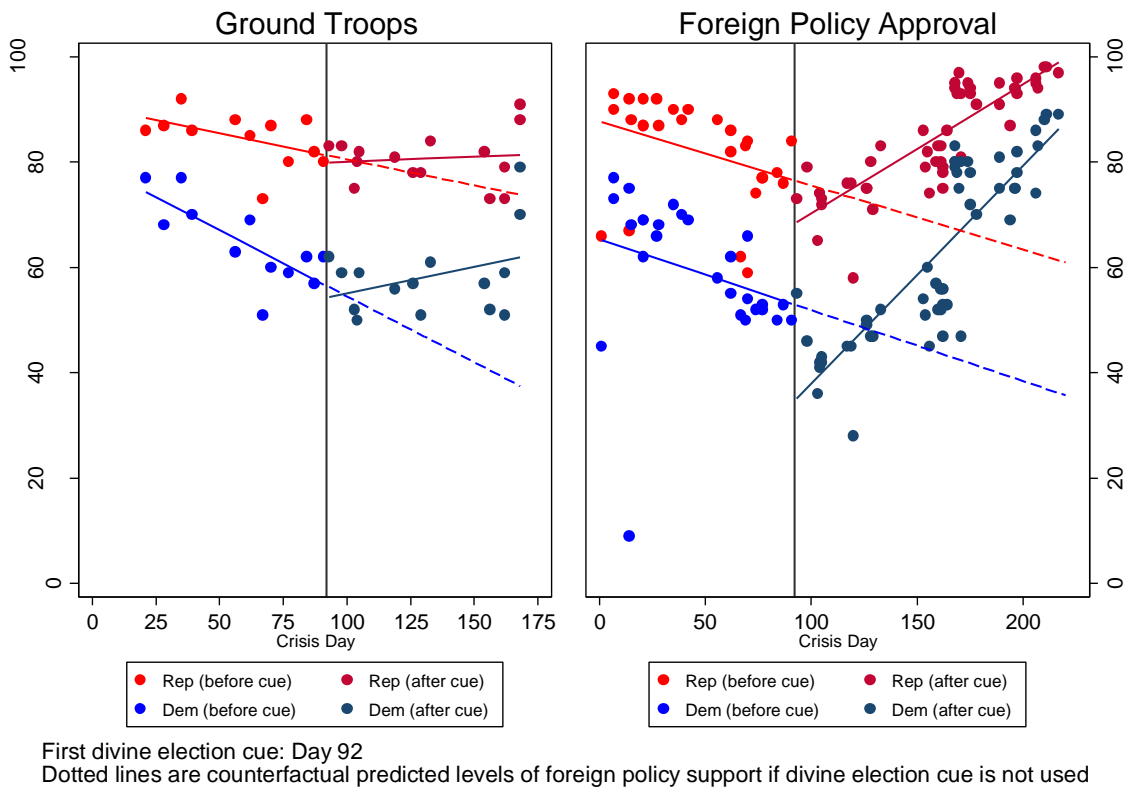 Ground Troops
Foreign Policy Approval
100
80
60
40
20
0
100
80
60
40
20
0
0 25 50 75 100 125 150 175
Crisis Day
0 50 100 150 200
Crisis Day
Rep (before cue) Rep (after cue)
Dem (before cue) Dem (after cue)
Rep (before cue) Rep (after cue)
Dem (before cue) Dem (after cue)
First divine election cue: Day 92
Dotted lines are counterfactual predicted levels of foreign policy support if divine election cue is not used